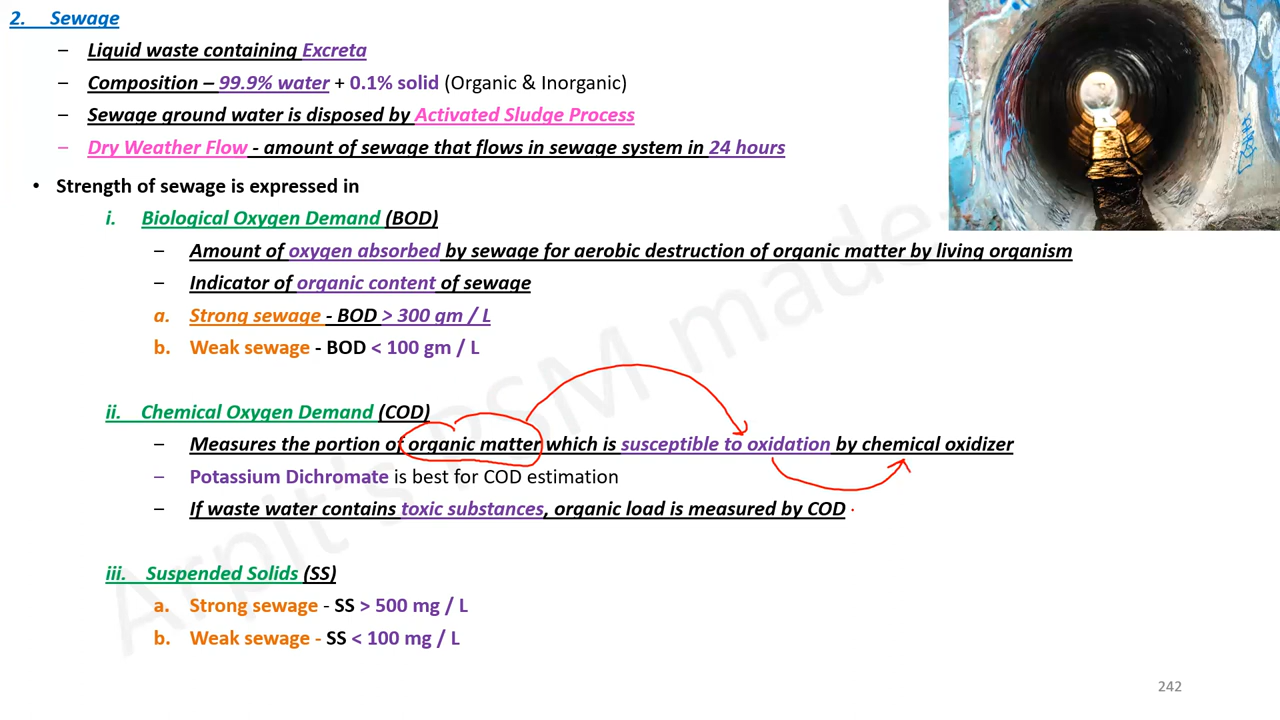 2. Sewage
– Liquid waste containing Excreta
– Composition – 99.9% water + 0.1% solid (Organic & Inorganic)
– Sewage ground water is disposed by Activated Sludge Process
– Dry Weather Flow - amount of sewage that flows in sewage system in 24 hours
• Strength of sewage is expressed in
i. Biological Oxygen Demand (BOD)
– Amount of oxygen absorbed by sewage for aerobic destruction of organic matter by living organism
– Indicator of organic content of sewage
a. Strong sewage - BOD > 300 gm / L
b. Weak sewage - BOD < 100 gm / L
ii. Chemical Oxygen Demand (COD)
– Measures the portion of organic matter which is susceptible to oxidation by chemical oxidizer
– Potassium Dichromate is best for COD estimation
– If waste water contains toxic substances, organic load is measured by COD
iii. Suspended Solids (SS)
a. Strong sewage - SS > 500 mg / L
b. Weak sewage - SS < 100 mg / L
Arpit's PSM made
242